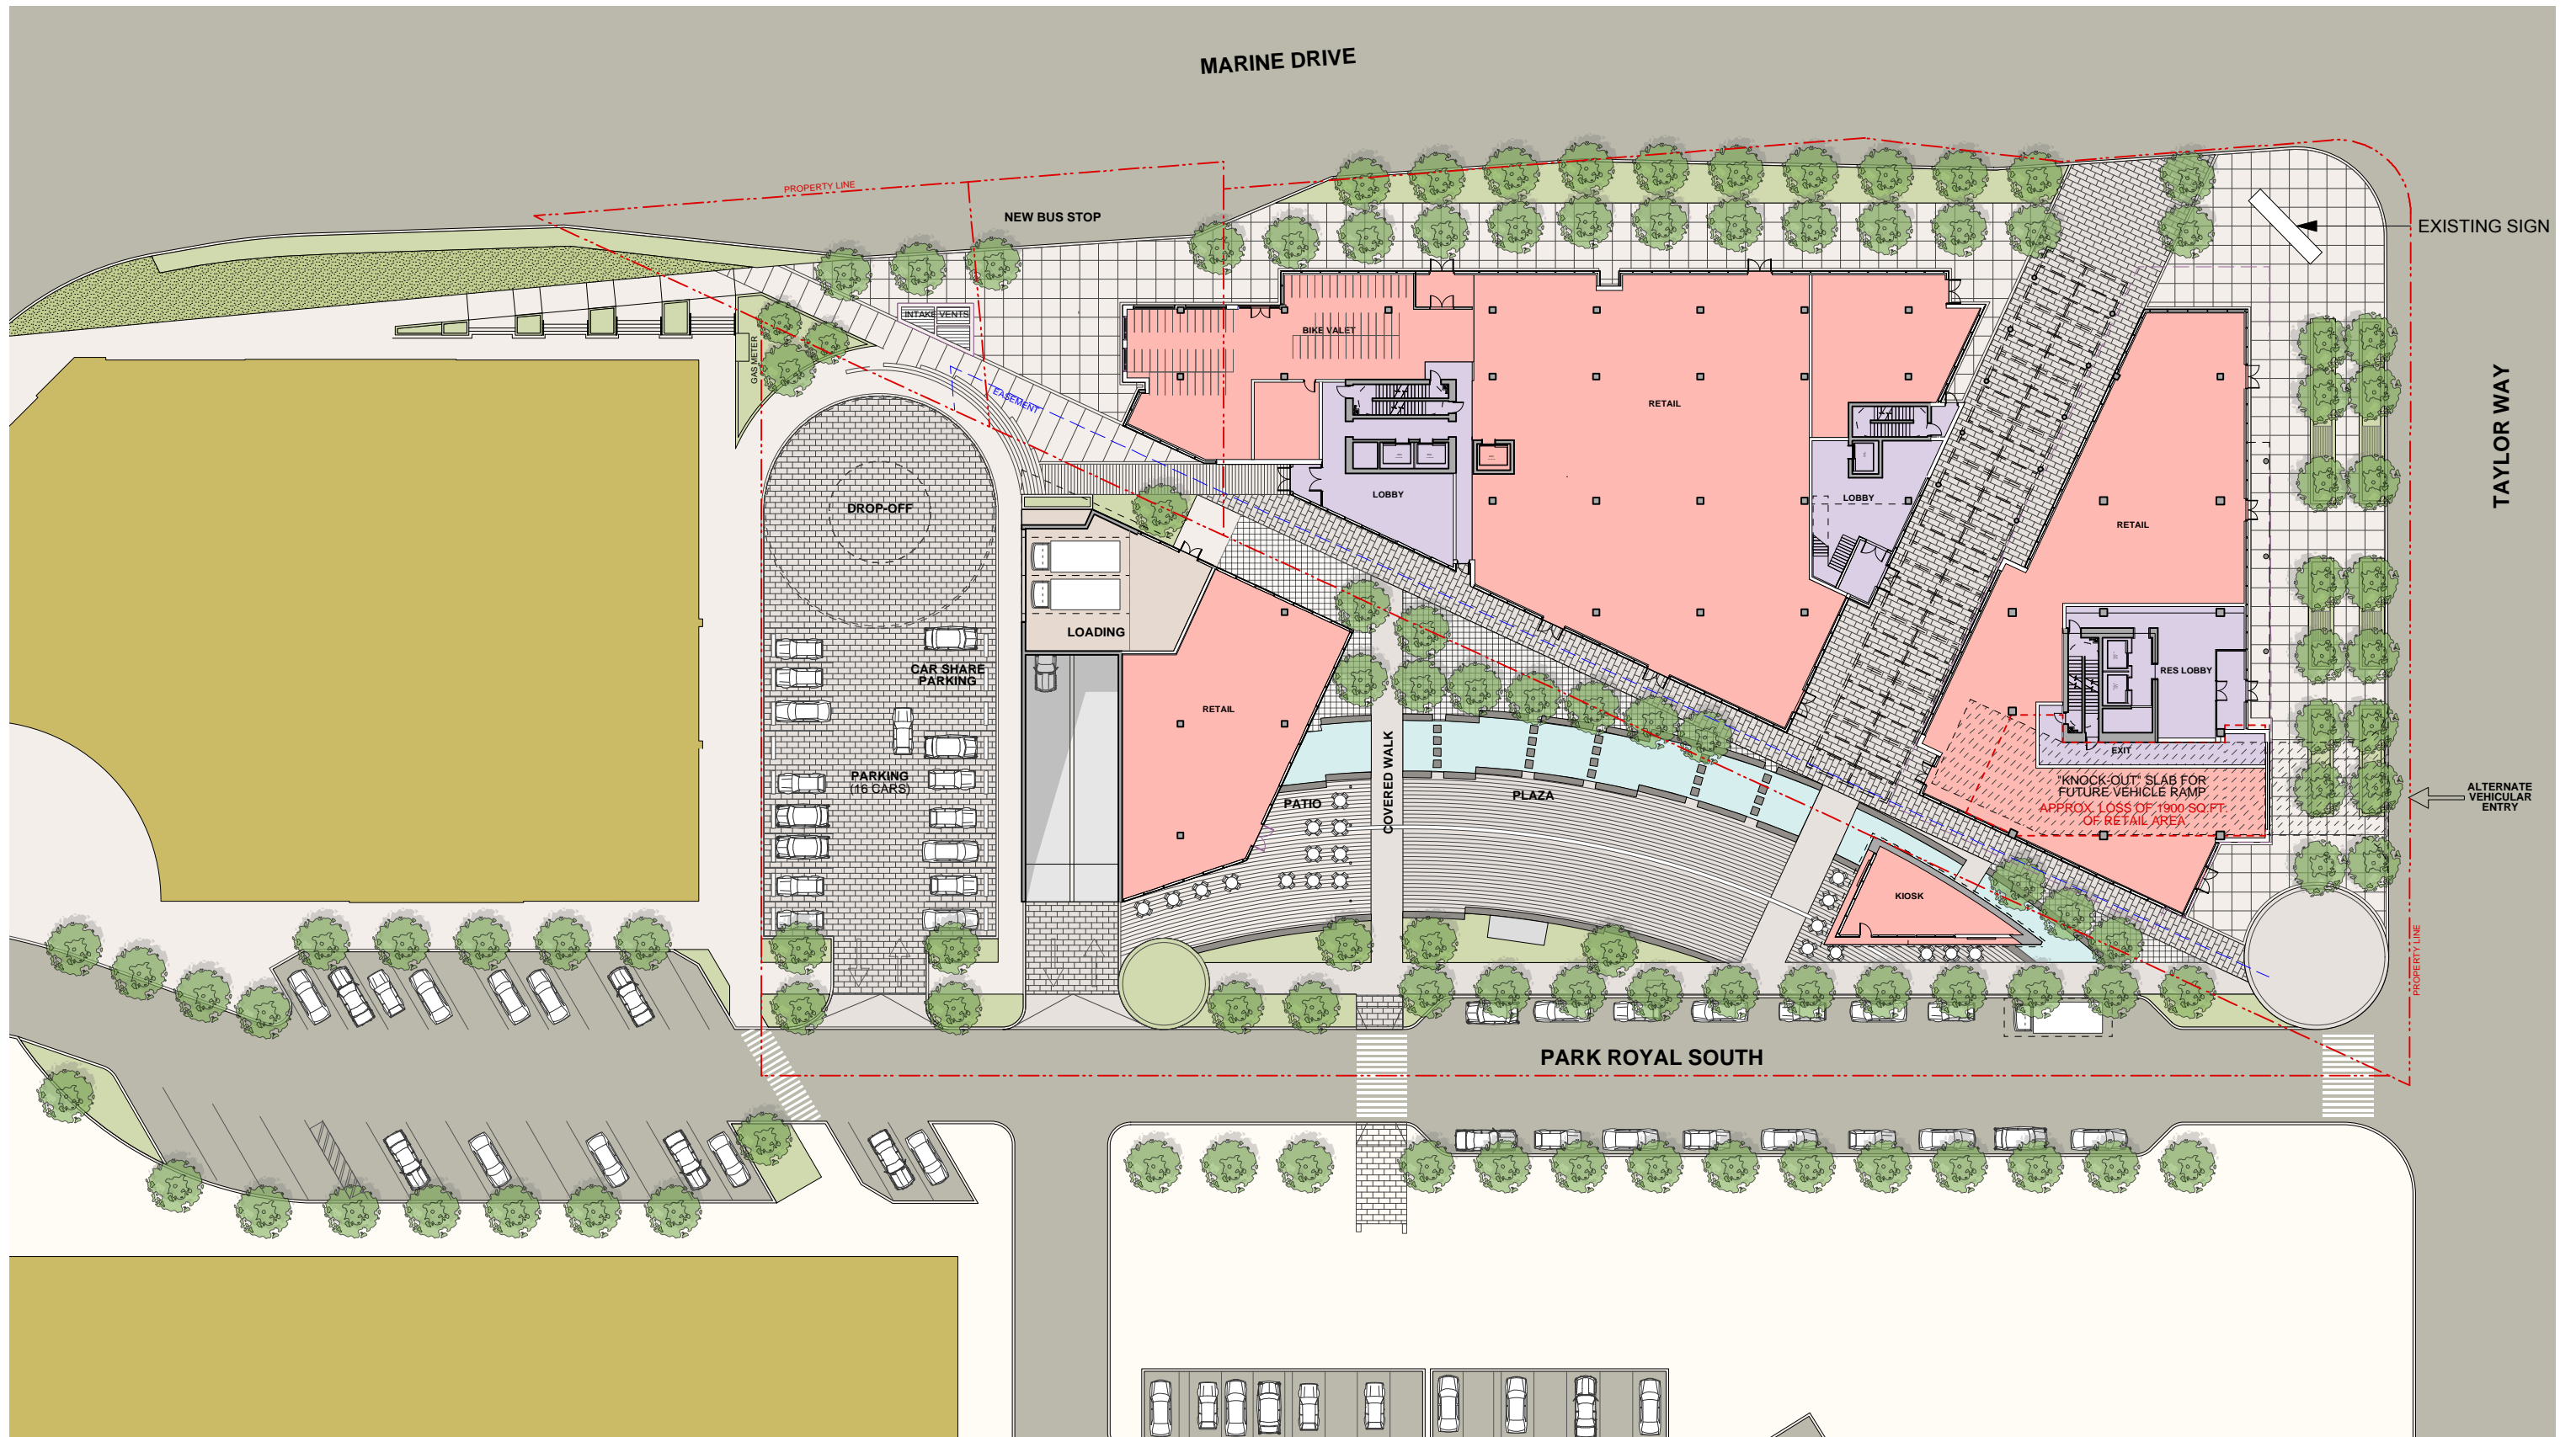 MARINE DRIVE
PROPERTY LINE
NEW BUS STOP
EXISTING SIGN
INTAKE VENTS
BIKE VALET
GAS METER
EASEMENT
RETAIL
TAYLOR WAY
LOBBY
LOBBY
DROP-OFF
RETAIL
LOADING
CAR SHARE
PARKING
RES LOBBY
RETAIL
EXIT
PARKING
(16 CARS)
COVERED WALK
PATIO
PLAZA
"KNOCK-OUT" SLAB FOR
FUTURE VEHICLE RAMP
APPROX. LOSS OF 1900 SQ.FT.
OF RETAIL AREA
ALTERNATE
VEHICULAR
ENTRY
KIOSK
PROPERTY LINE
PARK ROYAL SOUTH